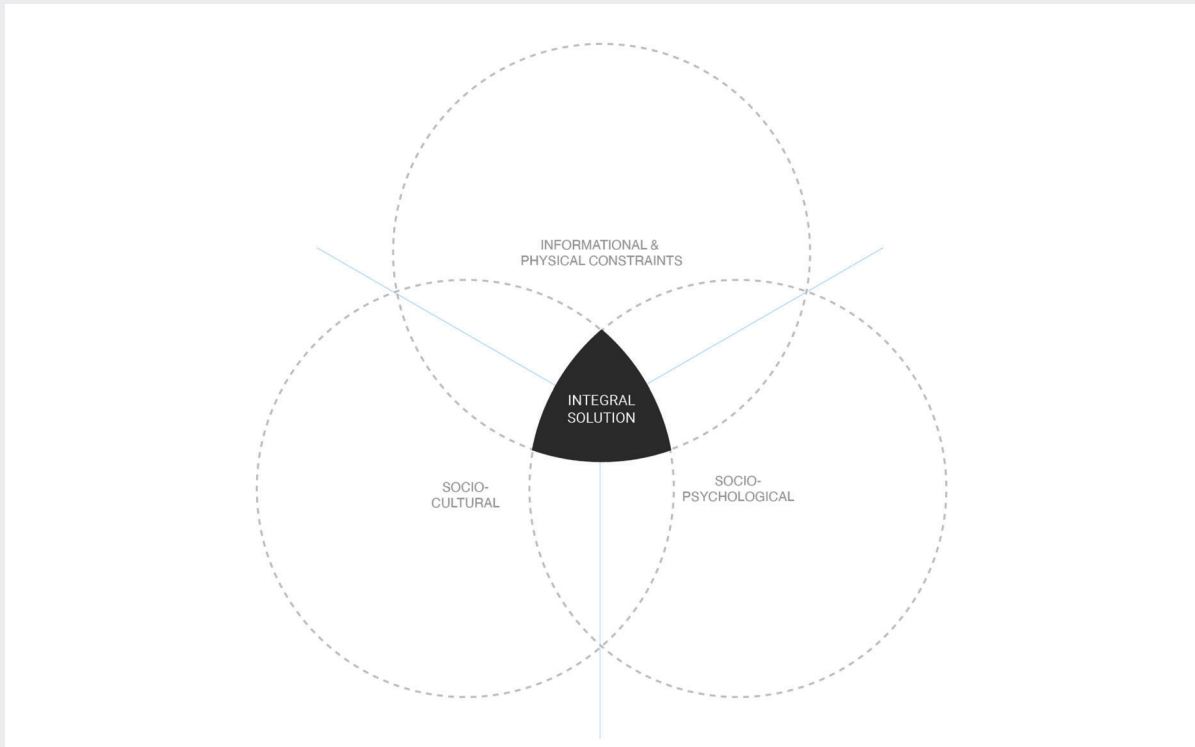 INFORMATIONAL &
PHYSICAL CONSTRAINTS
INTEGRAL
SOLUTION
SOCIO-
CULTURAL
SOCIO-
PSYCHOLOGICAL